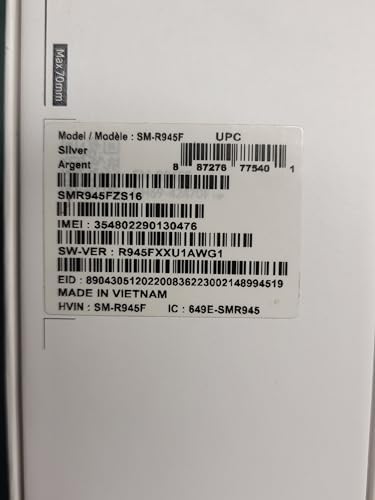 Max 70mm
Model / Modèle : SM-R945F UPC
Silver
Argent 8 87276 77540 1
SMR945FZS16
IMEI : 354802290130476
SW-VER : R945FXXU1AWG1
EID : 89043051202200836223002148994519
MADE IN VIETNAM
HVIN : SM-R945F IC : 649E-SMR945